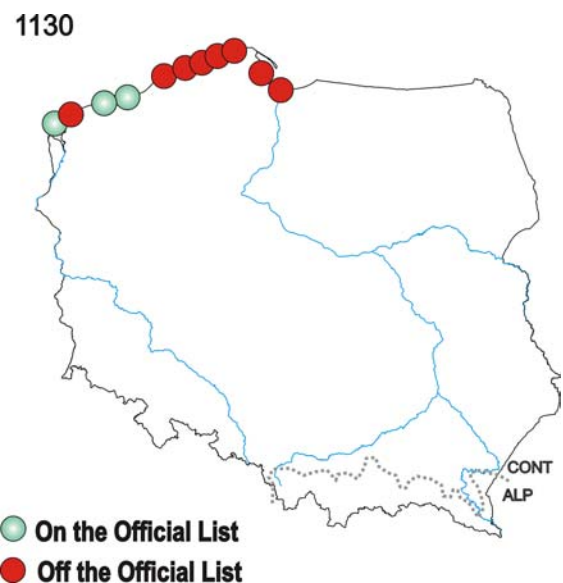 1130
CONT
ALP
On the Official List
Off the Official List